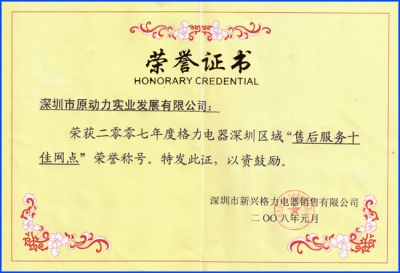 荣誉证书
HONORARY CREDENTIAL
深圳市原动力实业发展有限公司：
荣获二零零七年度格力电器深圳区域“售后服务十
佳网点”荣誉称号。特发此证，以资鼓励。
深圳市新兴格力电器销售有限公司
二〇〇八年元月